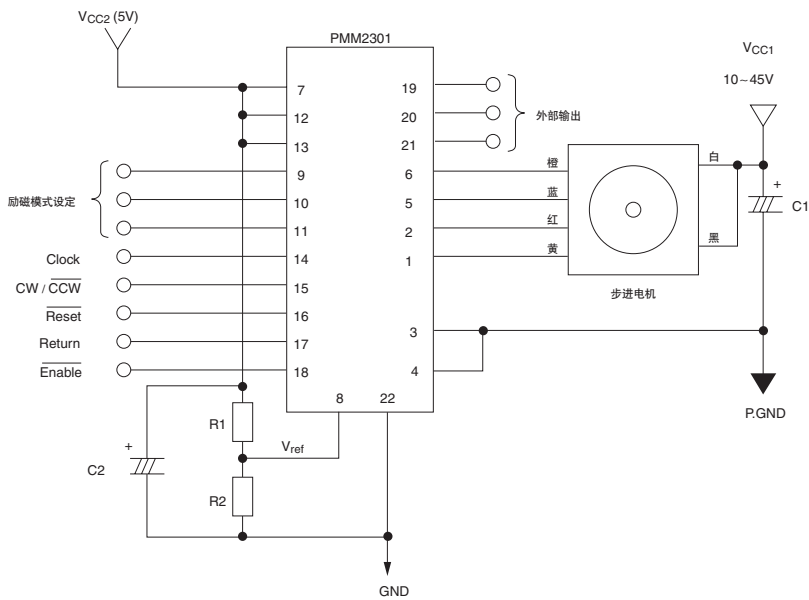 VCC2 (5V)
PMM2301
VCC1
10~45V
7
12
13
9
10
11
14
15
16
17
18
19
20
21
6
5
2
1
3
4
8
22
外部输出
励磁模式设定
Clock
CW / CCW
Reset
Return
Enable
橙
蓝
红
黄
白
黑
步进电机
+
C1
P.GND
R1
Vref
R2
+
C2
GND